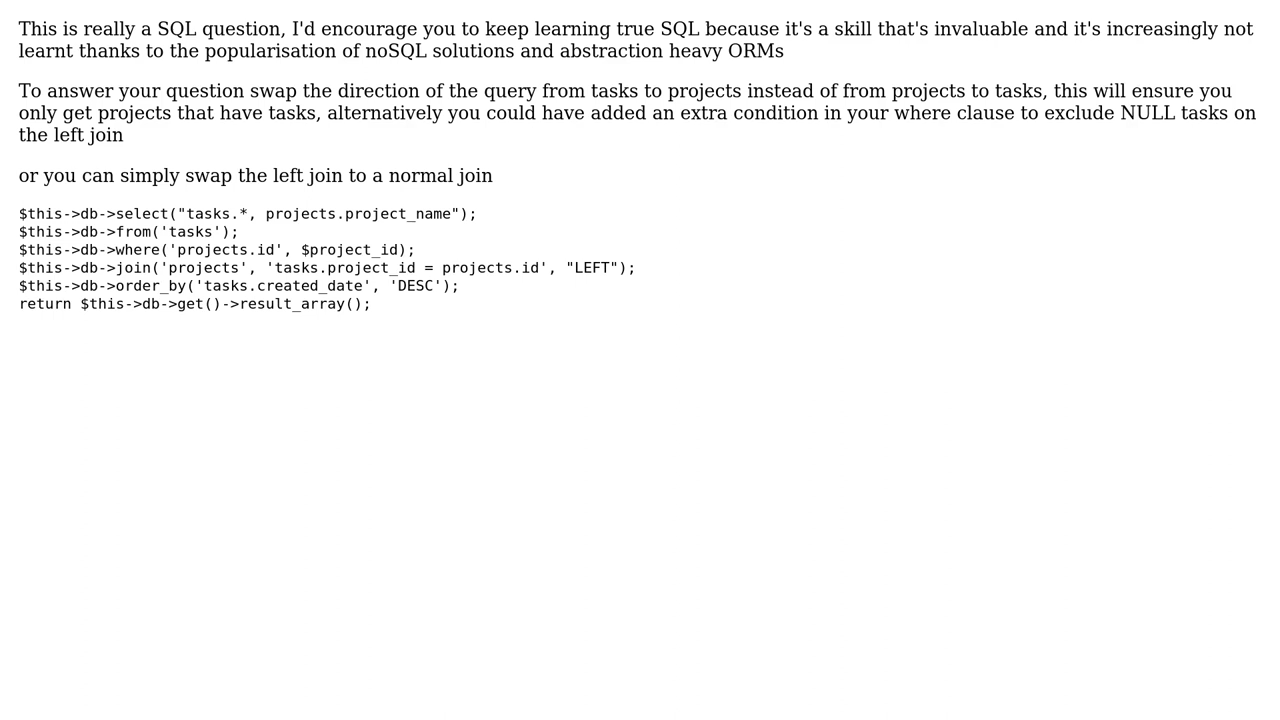 This is really a SQL question, I'd encourage you to keep learning true SQL because it's a skill that's invaluable and it's increasingly not
learnt thanks to the popularisation of noSQL solutions and abstraction heavy ORMs
To answer your question swap the direction of the query from tasks to projects instead of from projects to tasks, this will ensure you
only get projects that have tasks, alternatively you could have added an extra condition in your where clause to exclude NULL tasks on
the left join
or you can simply swap the left join to a normal join
$this->db->select("tasks.*, projects.project_name");
$this->db->from('tasks');
$this->db->where('projects.id', $project_id);
$this->db->join('projects', 'tasks.project_id = projects.id', "LEFT");
$this->db->order_by('tasks.created_date', 'DESC');
return $this->db->get()->result_array();